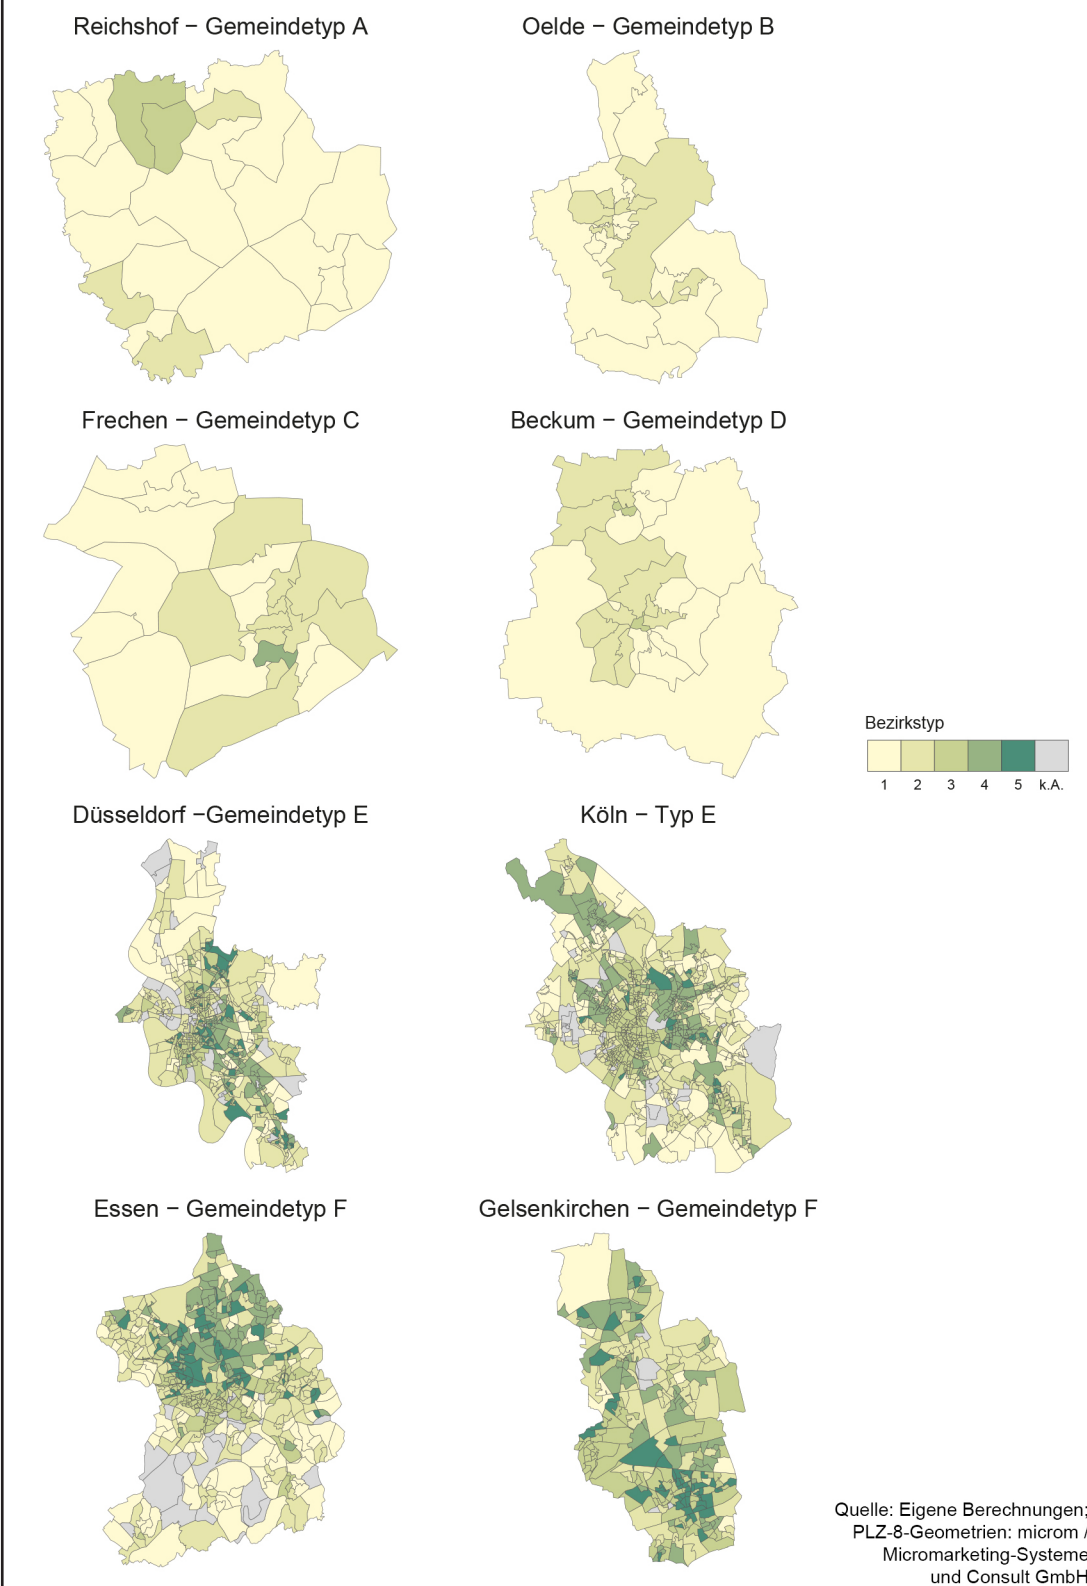 Reichshof − Gemeindetyp A
Oelde − Gemeindetyp B
Frechen − Gemeindetyp C
Beckum − Gemeindetyp D
Bezirkstyp
1 2 3 4 5 k.A.
Düsseldorf −Gemeindetyp E
Köln − Typ E
Essen − Gemeindetyp F
Gelsenkirchen − Gemeindetyp F
Quelle: Eigene Berechnungen;
PLZ-8-Geometrien: microm /
Micromarketing-Systeme
und Consult GmbH